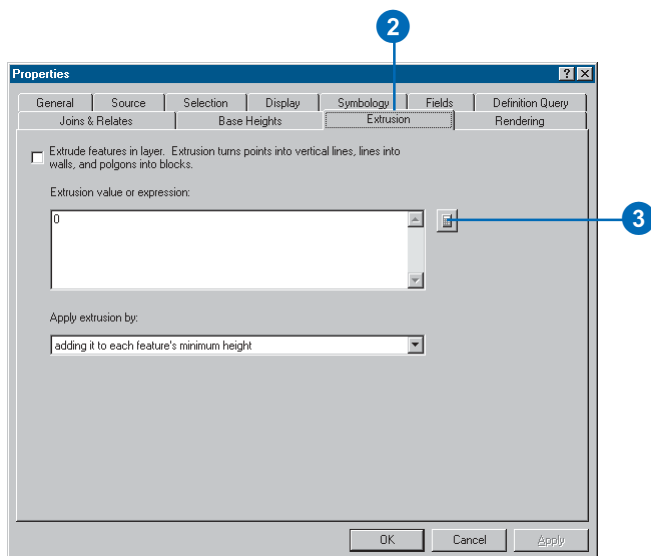 2
Properties
? X
General Source Selection Display Symbology Fields Definition Query
Joins & Relates Base Heights Extrusion Rendering
Extrude features in layer. Extrusion turns points into vertical lines, lines into
walls, and polgons into blocks.
Extrusion value or expression:
0
3
Apply extrusion by:
adding it to each feature's minimum height
OK Cancel Apply